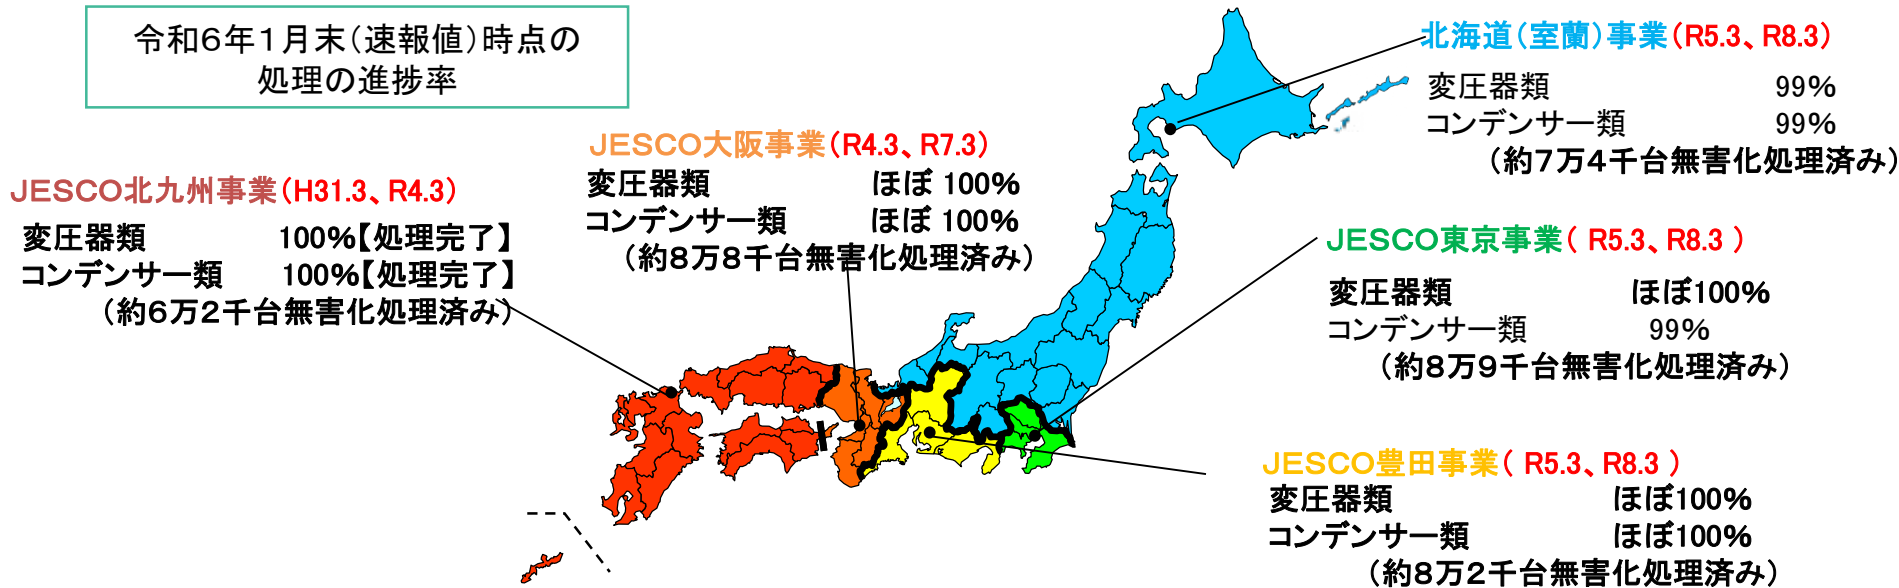 令和6年1月末(速報値)時点の
処理の進捗率
北海道(室蘭)事業(R5.3、R8.3)
変圧器類 99%
コンデンサー類 99%
(約7万4千台無害化処理済み)
JESCO大阪事業(R4.3、R7.3)
変圧器類 ほぼ 100%
コンデンサー類 ほぼ 100%
(約8万8千台無害化処理済み)
JESCO北九州事業(H31.3、R4.3)
変圧器類 100%【処理完了】
コンデンサー類 100%【処理完了】
(約6万2千台無害化処理済み)
JESCO東京事業( R5.3、R8.3 )
変圧器類 ほぼ100%
コンデンサー類 99%
(約8万9千台無害化処理済み)
JESCO豊田事業( R5.3、R8.3 )
変圧器類 ほぼ100%
コンデンサー類 ほぼ100%
(約8万2千台無害化処理済み)